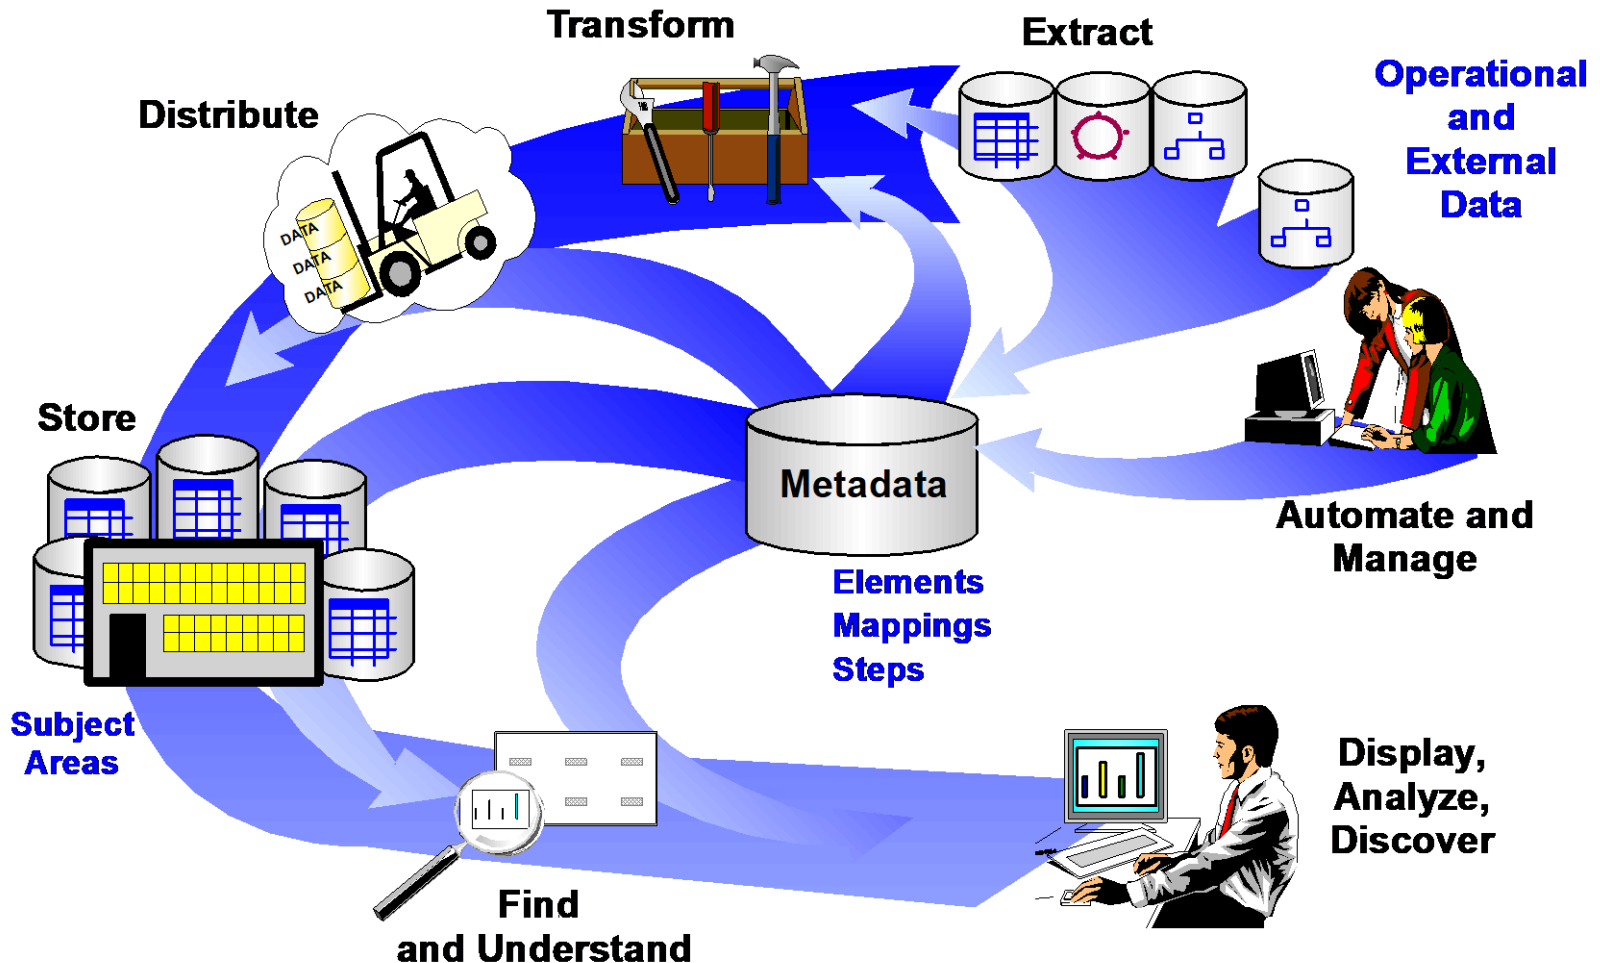 Transform
Extract
Operational
and
External
Data
Distribute
DATA
DATA
DATA
Store
Metadata
Elements
Mappings
Steps
Automate and
Manage
Subject
Areas
Find
and Understand
Display,
Analyze,
Discover